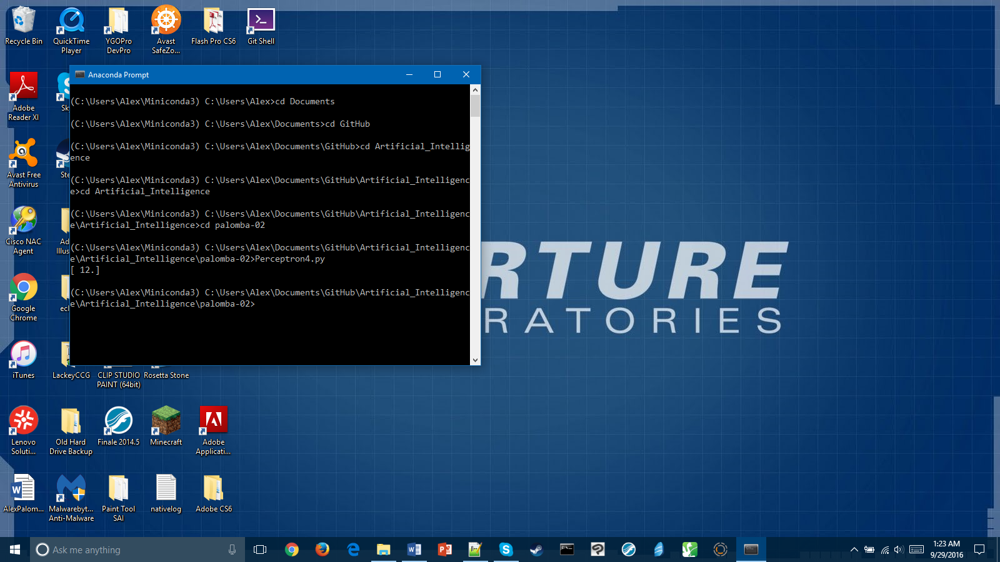 Recycle Bin
QuickTime
Player
YGOPro
DevPro
Avast
SafeZo...
Flash Pro CS6
Git Shell
Adobe
Reader XI
Avast Free
Antivirus
Cisco NAC
Agent
Google
Chrome
iTunes
LackeyCCG
CLIP STUDIO
PAINT (64bit)
Rosetta Stone
Lenovo
Soluti...
Old Hard
Drive Backup
Finale 2014.5
Minecraft
Adobe
Applicati...
AlexPalom...
Malwarebyt...
Anti-Malware
Paint Tool
SAI
nativelog
Adobe CS6
Anaconda Prompt
(C:\Users\Alex\Miniconda3) C:\Users\Alex>cd Documents
(C:\Users\Alex\Miniconda3) C:\Users\Alex\Documents>cd GitHub
(C:\Users\Alex\Miniconda3) C:\Users\Alex\Documents\GitHub>cd Artificial_Intellig
ence
(C:\Users\Alex\Miniconda3) C:\Users\Alex\Documents\GitHub\Artificial_Intelligenc
e>cd Artificial_Intelligence
(C:\Users\Alex\Miniconda3) C:\Users\Alex\Documents\GitHub\Artificial_Intelligenc
e\Artificial_Intelligence>cd palomba-02
(C:\Users\Alex\Miniconda3) C:\Users\Alex\Documents\GitHub\Artificial_Intelligenc
e\Artificial_Intelligence\palomba-02>Perceptron4.py
[ 12.]
(C:\Users\Alex\Miniconda3) C:\Users\Alex\Documents\GitHub\Artificial_Intelligenc
e\Artificial_Intelligence\palomba-02>
RTURE
RATORIES
Ask me anything
1:23 AM
9/29/2016